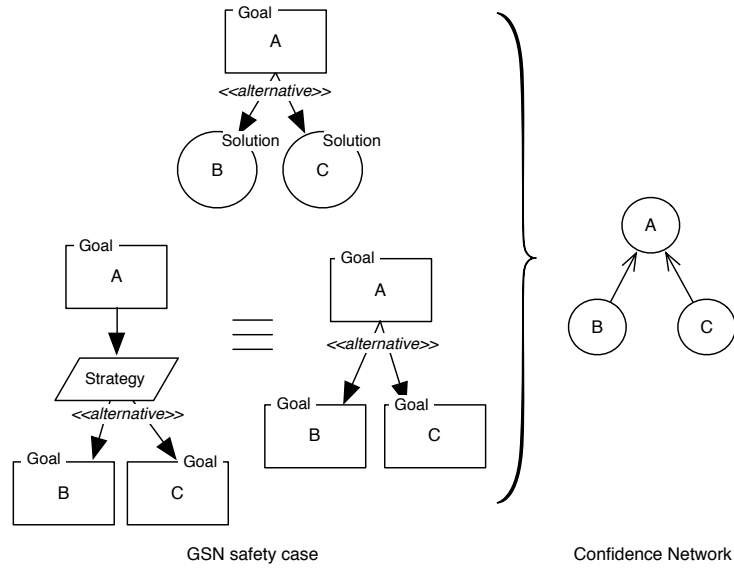 Goal
A
<<alternative>>
Solution
B
Solution
C
Goal
A
Strategy
<<alternative>>
Goal
B
Goal
C
Goal
A
<<alternative>>
Goal
B
Goal
C
A
B
C
GSN safety case
Confidence Network